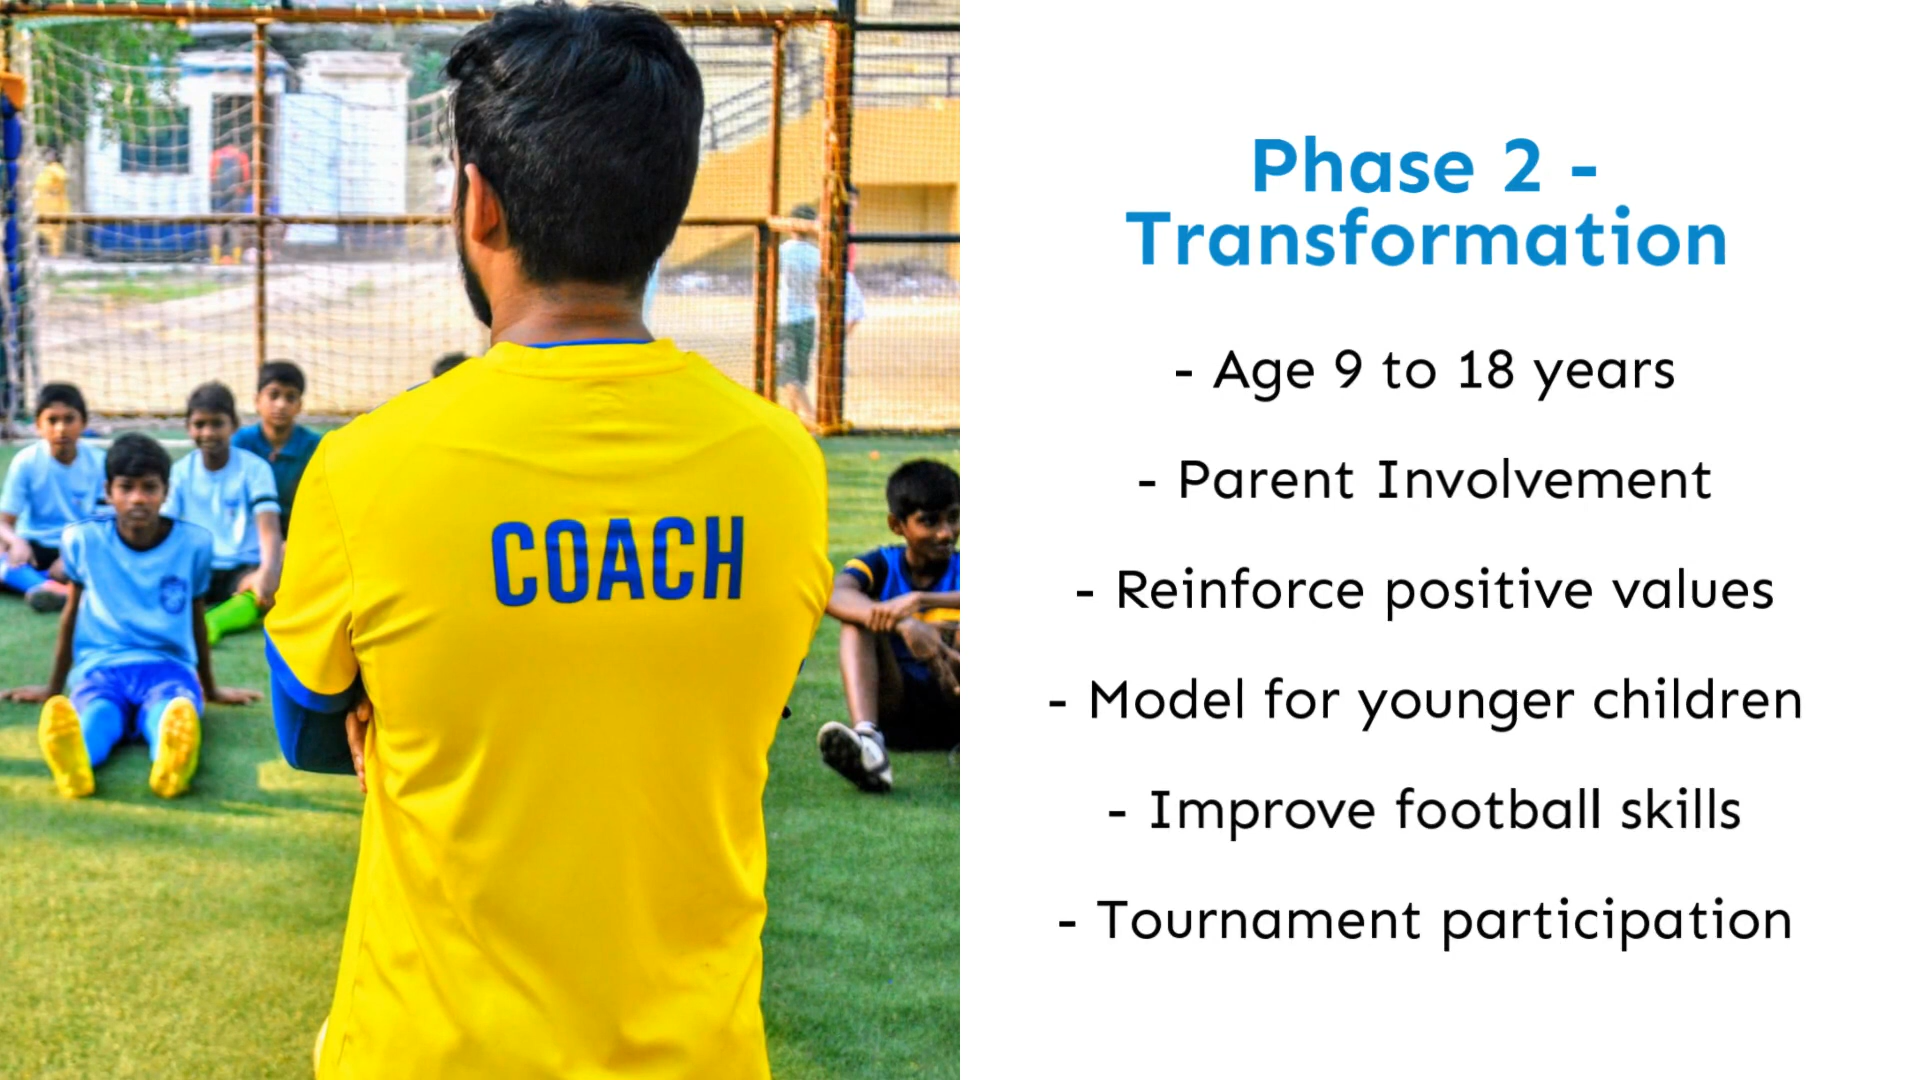 COACH
Phase 2 -
Transformation
- Age 9 to 18 years
- Parent Involvement
- Reinforce positive values
- Model for younger children
- Improve football skills
- Tournament participation